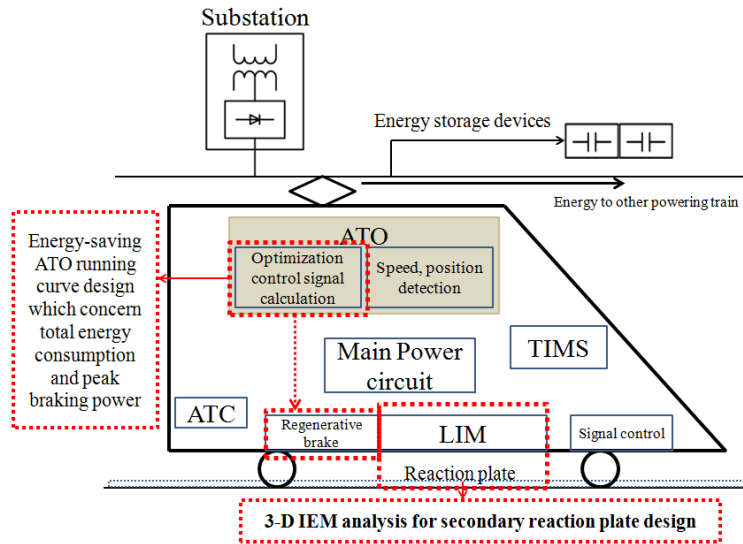 Substation
Energy storage devices
Energy to other powering train
Energy-saving
ATO running
curve design
which concern
total energy
consumption
and peak
braking power
ATO
Optimization
control signal
calculation
Speed, position
detection
Main Power
circuit
TIMS
ATC
Regenerative
brake
LIM
Signal control
Reaction plate
3-D IEM analysis for secondary reaction plate design